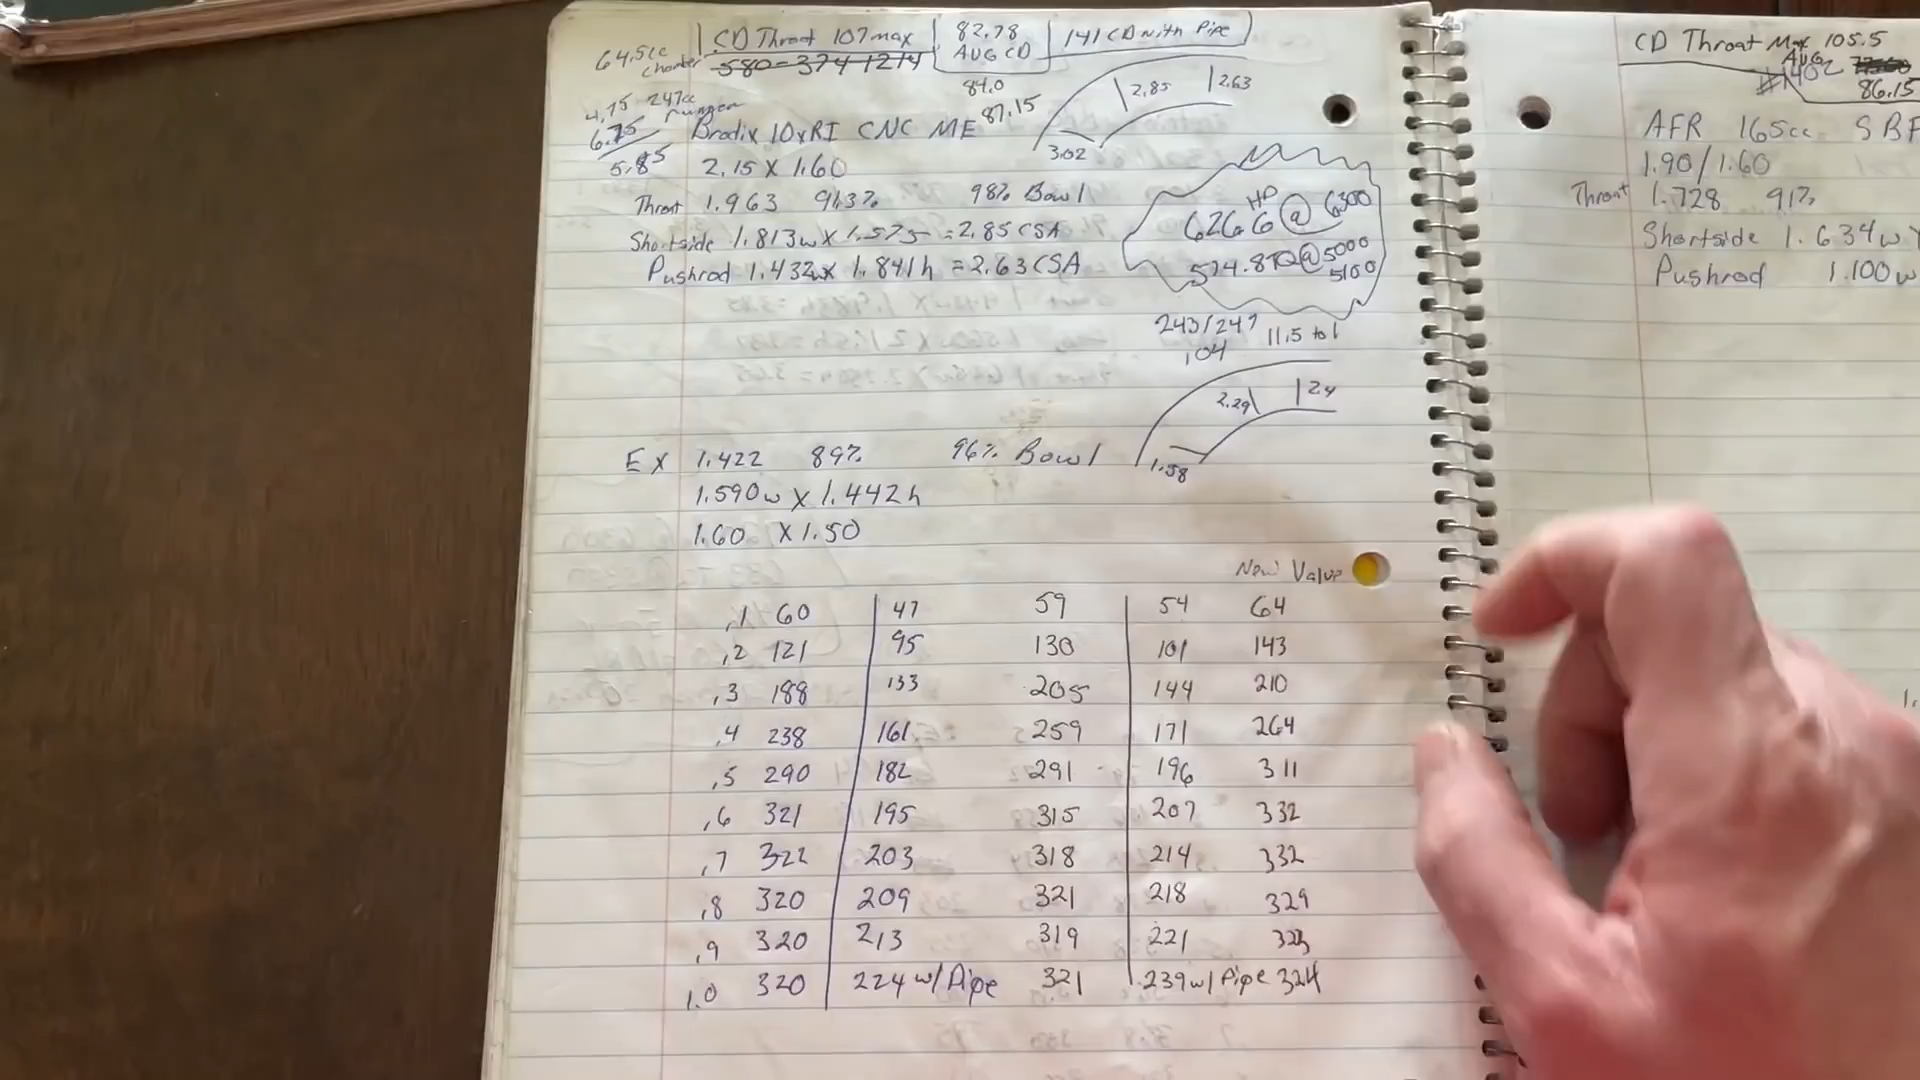 64.5cc chamber | CD Throat 107max | 82.78 AUG CD | 141 CD with Pipe
580=374 1214
84.0
87.15
4.75 247cc runner
6.75
5.85
Brodix 10xRI CNC ME
2.15 X 1.60
Throat 1.963 91.3% 98% Bowl
Shortside 1.813w X 1.575 = 2.85 CSA
Pushrod 1.432w x 1.841h = 2.63 CSA
2.85 2.63
3.02
626.6 HP @ 6300
574.8TQ@5000
5100
243/247 11.5 to 1
104
2.29 2.4
1.58
EX 1.422 89% 96% Bowl
1.590w X 1.442h
1.60 X 1.50
New Valve
.1 60 47 59 54 64
.2 121 95 130 101 143
.3 188 133 205 144 210
.4 238 161 259 171 264
.5 290 182 291 196 311
.6 321 195 315 207 332
.7 322 203 318 214 332
.8 320 209 321 218 329
.9 320 213 319 221 323
1.0 320 224 w/ Pipe 321 239 w/ Pipe 324
CD Throat Max 105.5
AUG
86.15
AFR 165cc SBF
1.90/1.60
Throat 1.728 91%
Shortside 1.634w
Pushrod 1.100w